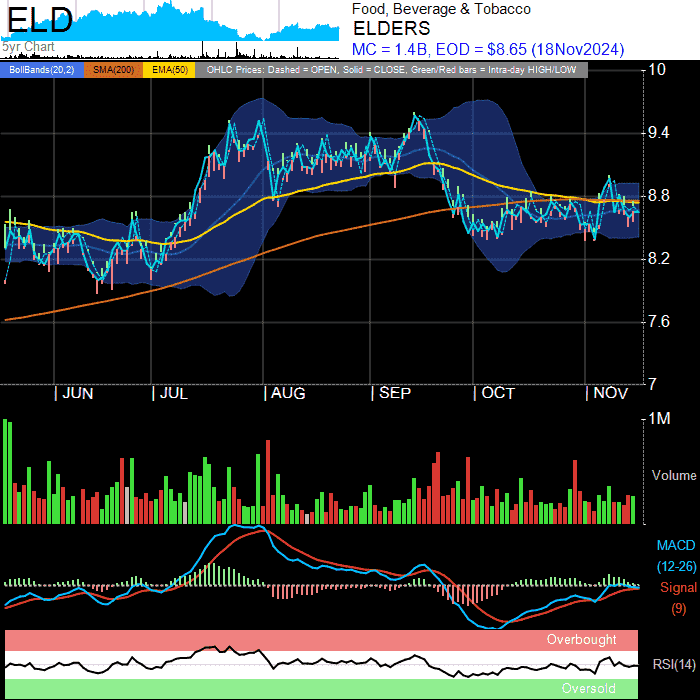 ELD
5yr Chart
Food, Beverage & Tobacco
ELDERS
MC = 1.4B, EOD = $8.65 (18Nov2024)
BollBands(20,2) SMA(200) EMA(50) OHLC Prices: Dashed = OPEN, Solid = CLOSE, Green/Red bars = Intra-day HIGH/LOW
10
9.4
8.8
8.2
7.6
7
JUN JUL AUG SEP OCT NOV
1M
Volume
MACD
(12-26)
Signal
(9)
Overbought
RSI(14)
Oversold